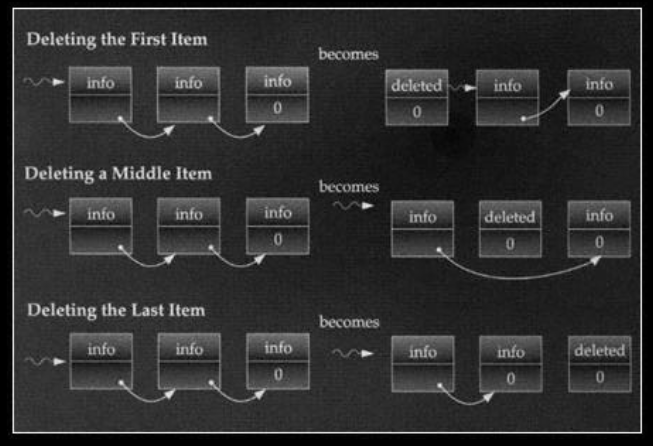 Deleting the First Item
becomes
info info info
0
deleted info info
0 0
Deleting a Middle Item
becomes
info info info
0
info deleted info
0 0
Deleting the Last Item
becomes
info info info
0
info info deleted
0 0